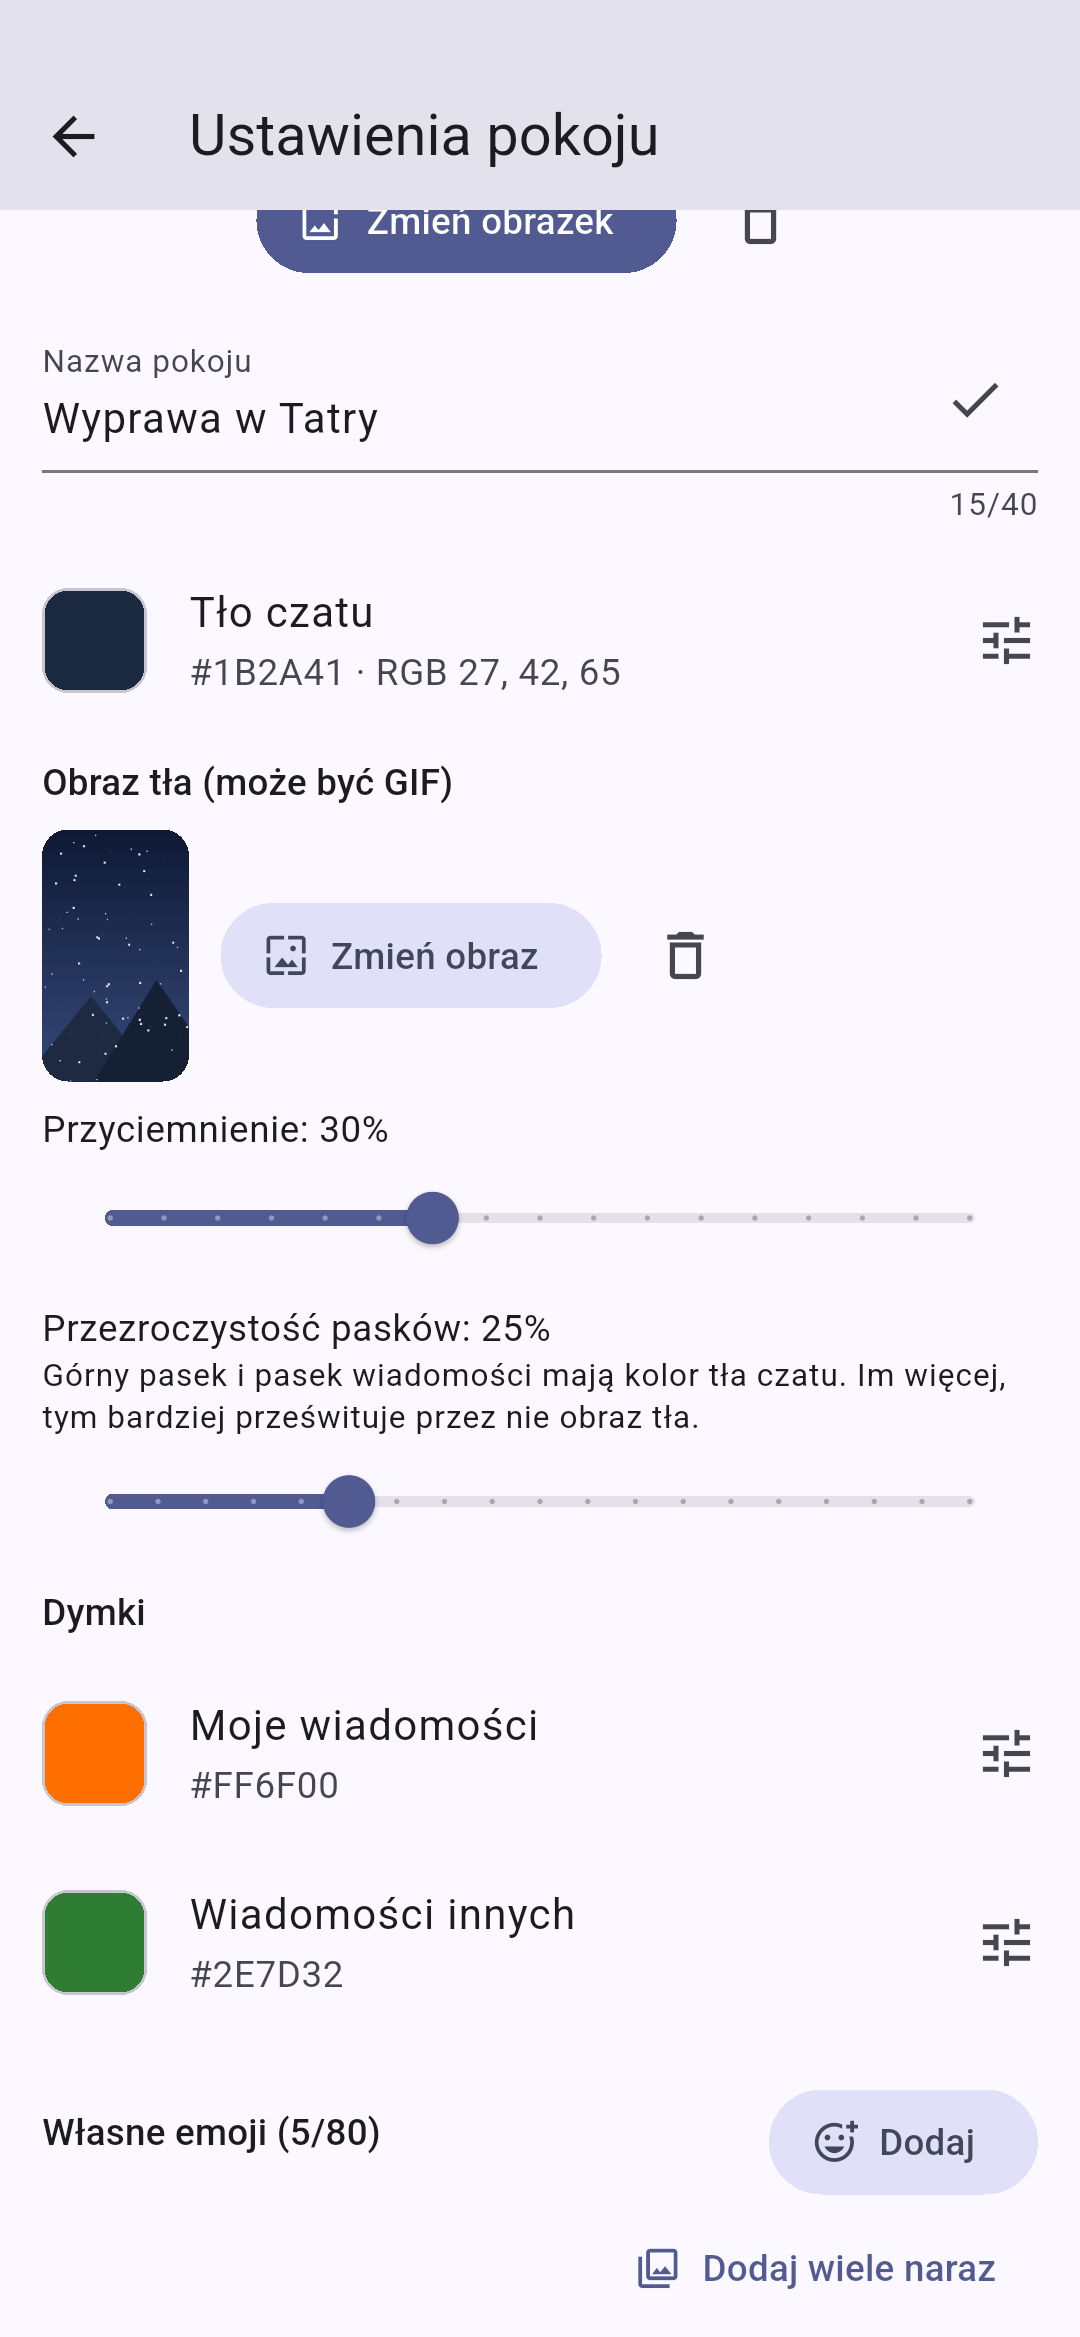 Ustawienia pokoju
Zmień obrazek
Nazwa pokoju
Wyprawa w Tatry
15/40
Tło czatu
#1B2A41 · RGB 27, 42, 65
Obraz tła (może być GIF)
Zmień obraz
Przyciemnienie: 30%
Przezroczystość pasków: 25%
Górny pasek i pasek wiadomości mają kolor tła czatu. Im więcej,
tym bardziej prześwituje przez nie obraz tła.
Dymki
Moje wiadomości
#FF6F00
Wiadomości innych
#2E7D32
Własne emoji (5/80)
Dodaj
Dodaj wiele naraz